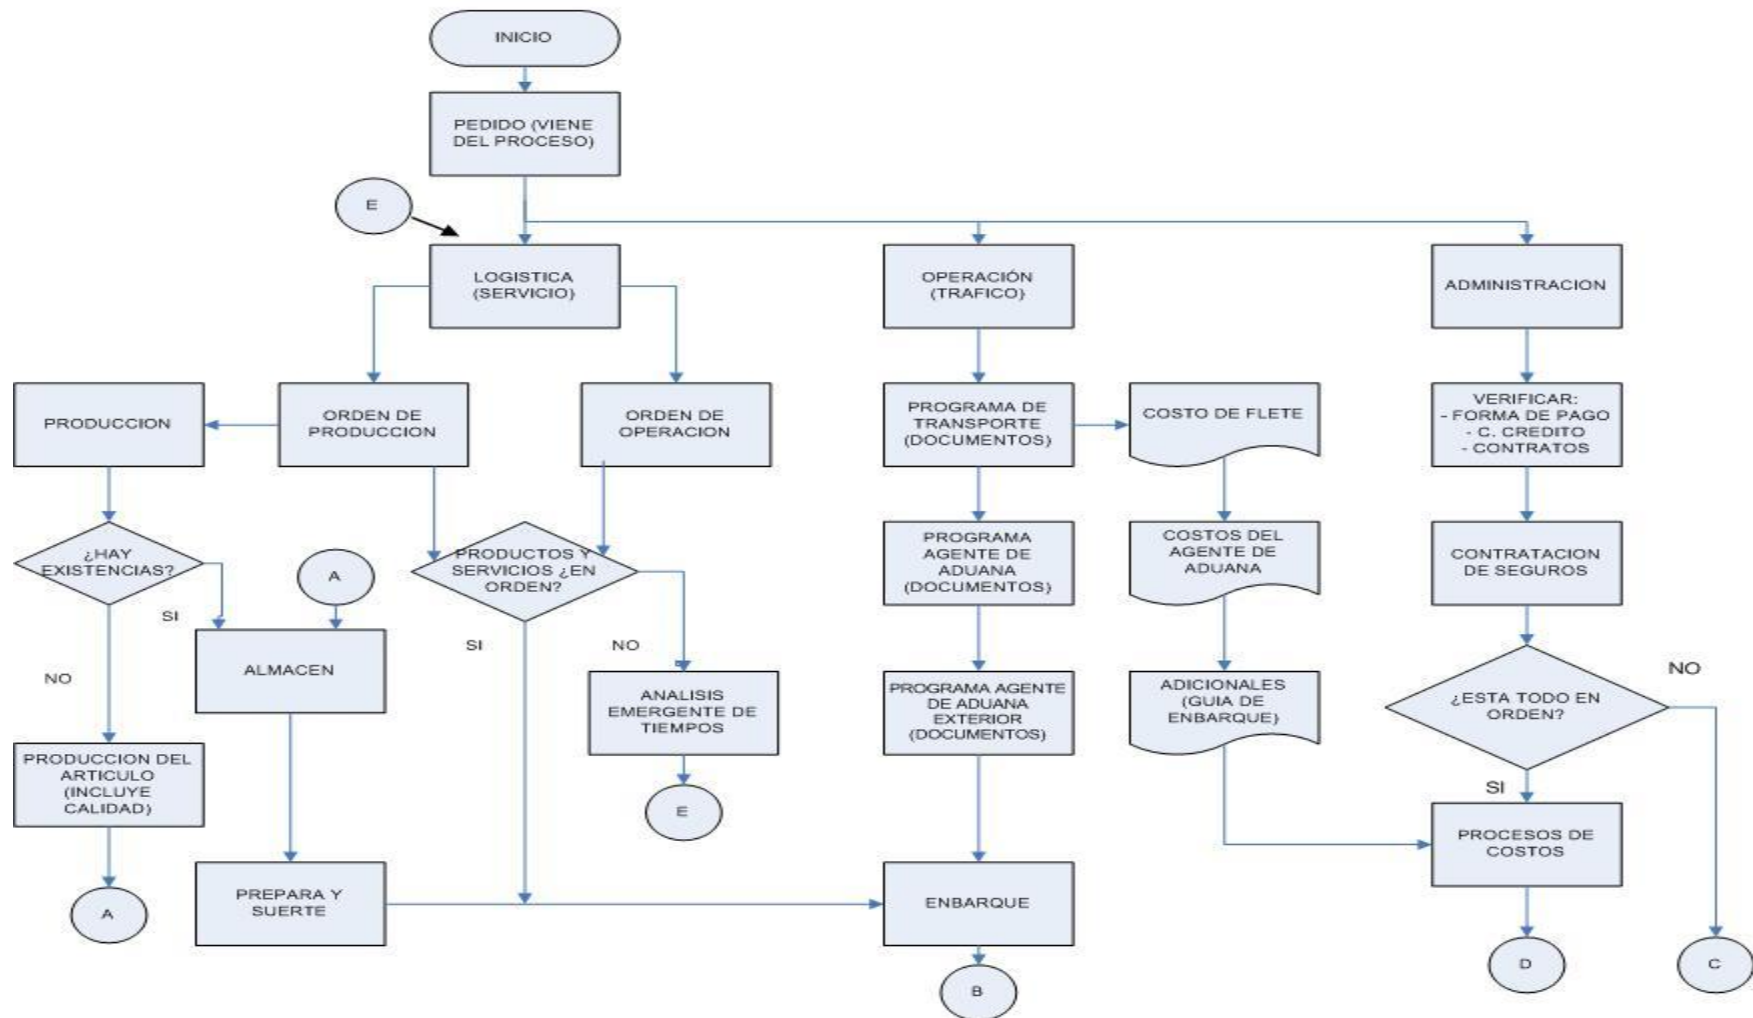 INICIO
PEDIDO (VIENE
DEL PROCESO)
E
LOGISTICA
(SERVICIO)
OPERACIÓN
(TRAFICO)
ADMINISTRACION
PRODUCCION
ORDEN DE
PRODUCCION
ORDEN DE
OPERACION
PROGRAMA DE
TRANSPORTE
(DOCUMENTOS)
COSTO DE FLETE
VERIFICAR:
- FORMA DE PAGO
- C. CREDITO
- CONTRATOS
¿HAY
EXISTENCIAS?
A
PRODUCTOS Y
SERVICIOS ¿EN
ORDEN?
PROGRAMA
AGENTE DE
ADUANA
(DOCUMENTOS)
COSTOS DEL
AGENTE DE
ADUANA
CONTRATACION
DE SEGUROS
SI
NO
ALMACEN
SI
NO
ANALISIS
EMERGENTE DE
TIEMPOS
PROGRAMA AGENTE
DE ADUANA
EXTERIOR
(DOCUMENTOS)
ADICIONALES
(GUIA DE
ENBARQUE)
¿ESTA TODO EN
ORDEN?
NO
SI
PRODUCCION DEL
ARTICULO
(INCLUYE
CALIDAD)
E
PROCESOS DE
COSTOS
A
PREPARA Y
SUERTE
ENBARQUE
B
D
C